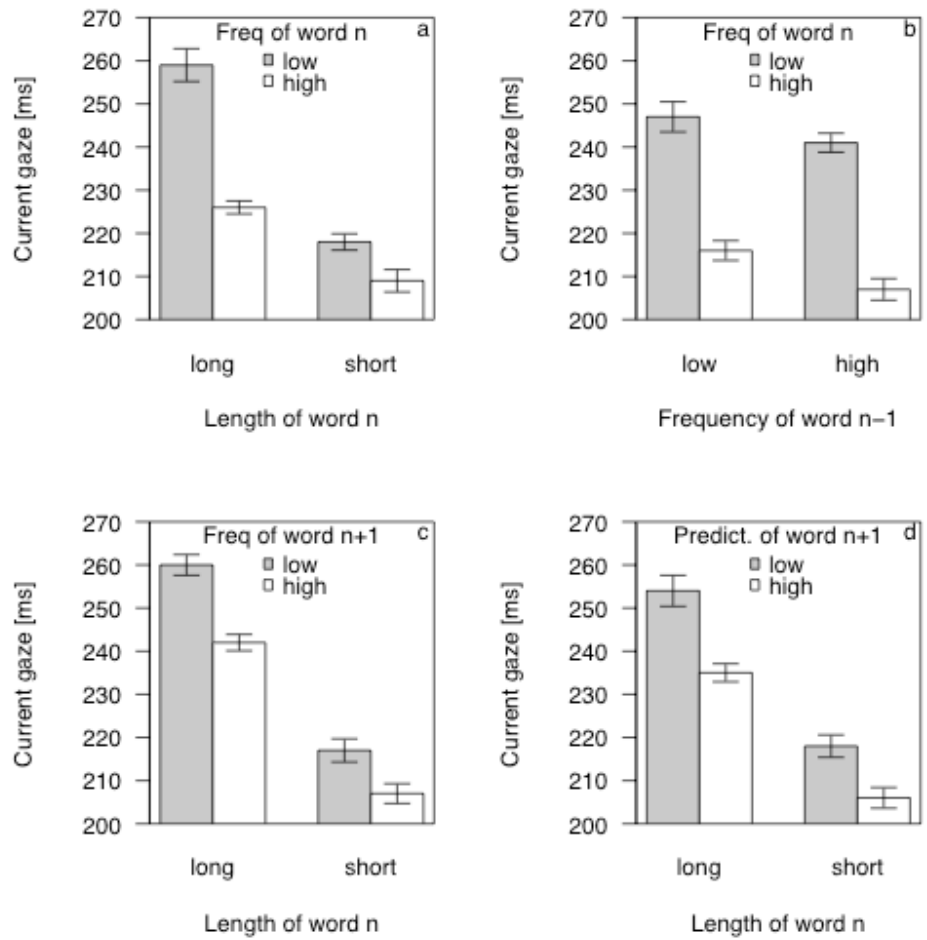 Freq of word n
a
low
high
Current gaze [ms]
270
260
250
240
230
220
210
200
long
short
Length of word n
Freq of word n
b
low
high
Current gaze [ms]
270
260
250
240
230
220
210
200
low
high
Frequency of word n−1
Freq of word n+1
c
low
high
Current gaze [ms]
270
260
250
240
230
220
210
200
long
short
Length of word n
Predict. of word n+1
d
low
high
Current gaze [ms]
270
260
250
240
230
220
210
200
long
short
Length of word n